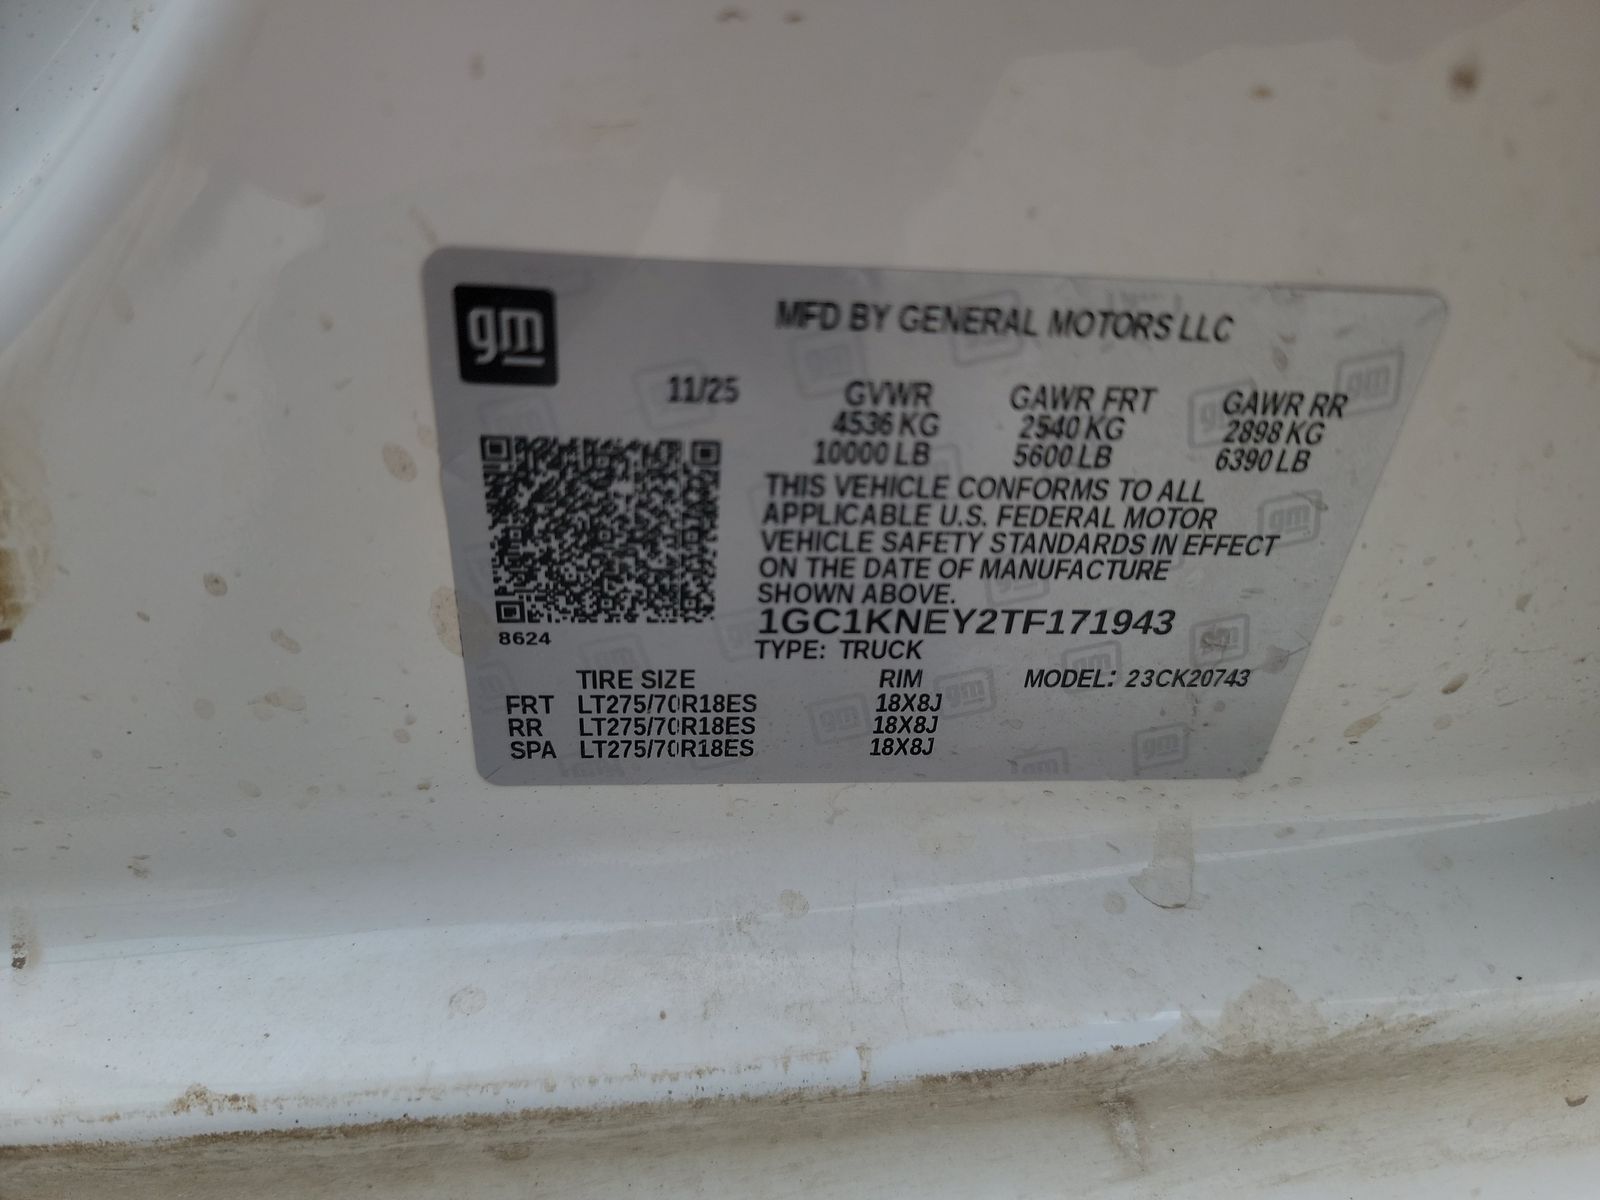 gm
MFD BY GENERAL MOTORS LLC
11/25
GVWR GAWR FRT GAWR RR
4536 KG 2540 KG 2898 KG
10000 LB 5600 LB 6390 LB
THIS VEHICLE CONFORMS TO ALL
APPLICABLE U.S. FEDERAL MOTOR
VEHICLE SAFETY STANDARDS IN EFFECT
ON THE DATE OF MANUFACTURE
SHOWN ABOVE.
1GC1KNEY2TF171943
8624
TYPE: TRUCK
TIRE SIZE RIM MODEL: 23CK20743
FRT LT275/70R18ES 18X8J
RR LT275/70R18ES 18X8J
SPA LT275/70R18ES 18X8J